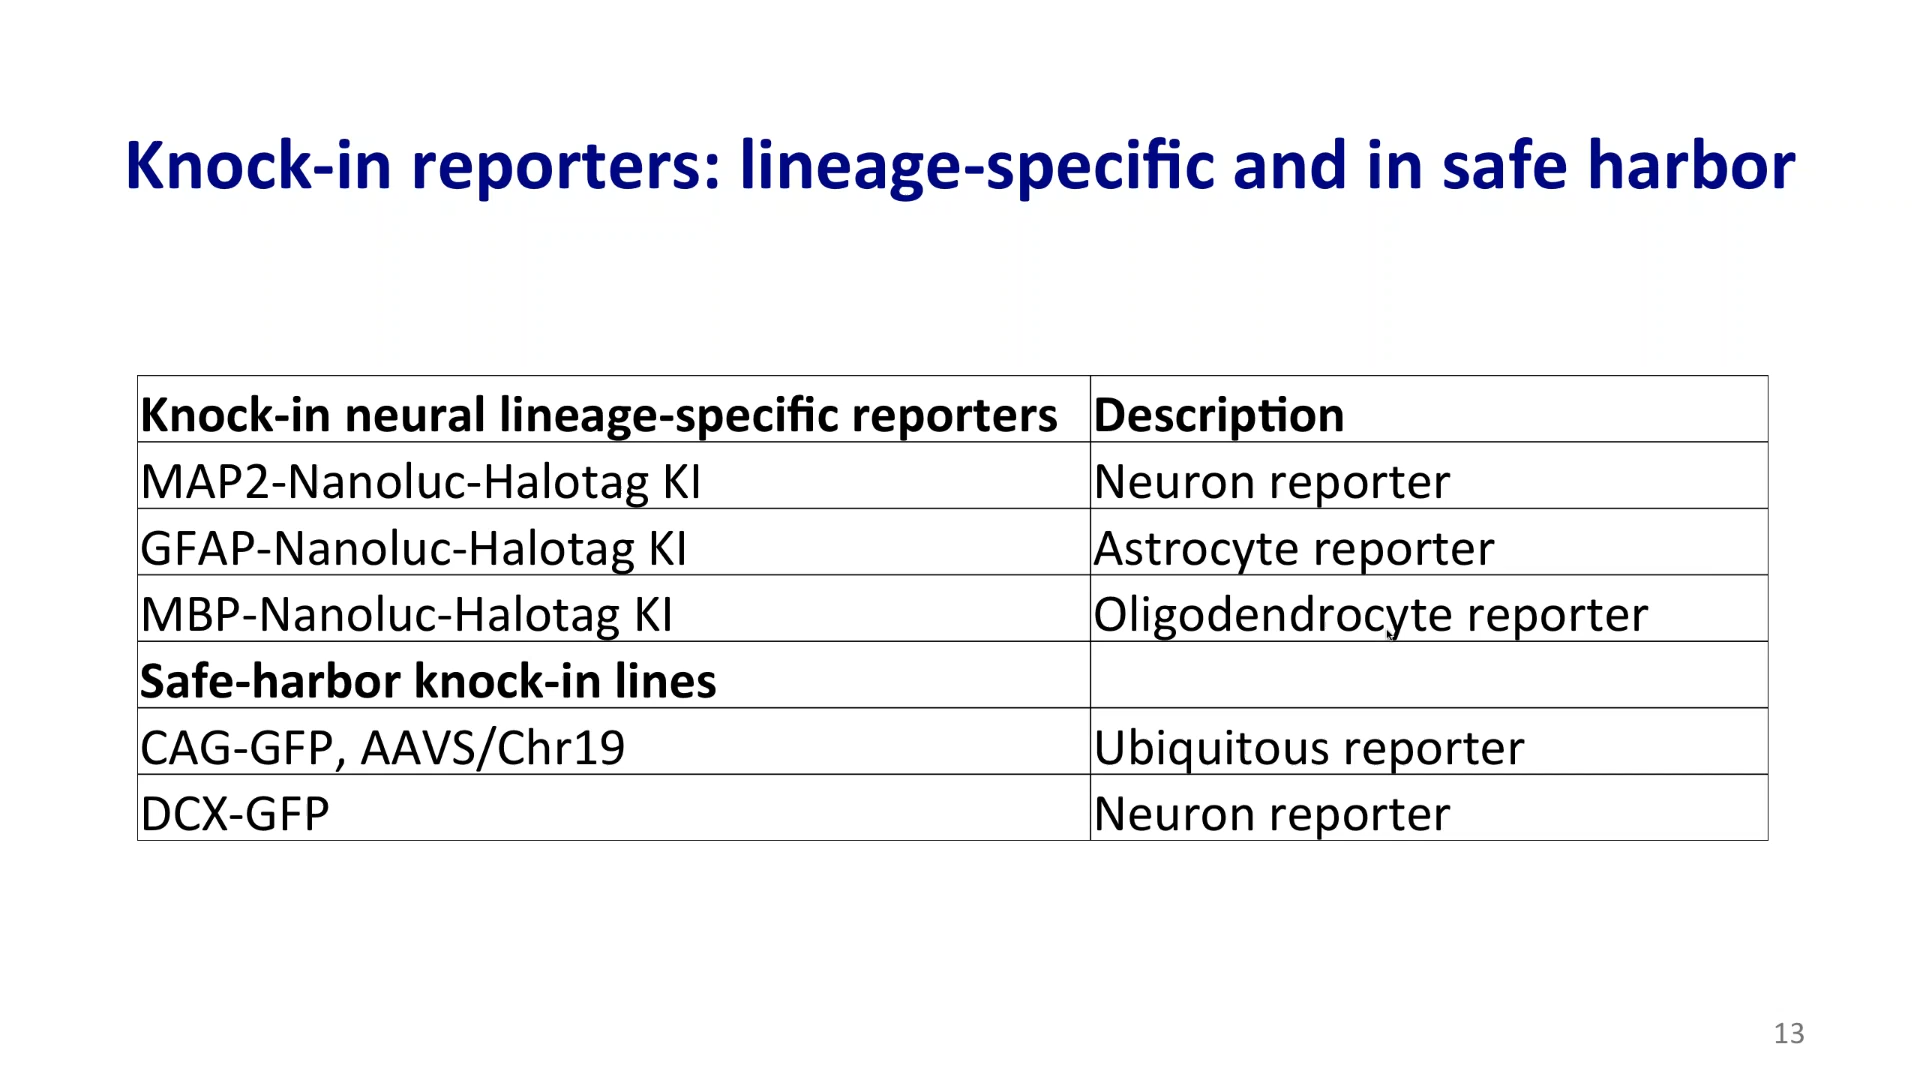 Knock-in reporters: lineage-specific and in safe harbor
Knock-in neural lineage-specific reporters Description
MAP2-Nanoluc-Halotag KI Neuron reporter
GFAP-Nanoluc-Halotag KI Astrocyte reporter
MBP-Nanoluc-Halotag KI Oligodendrocyte reporter
Safe-harbor knock-in lines
CAG-GFP, AAVS/Chr19 Ubiquitous reporter
DCX-GFP Neuron reporter
13